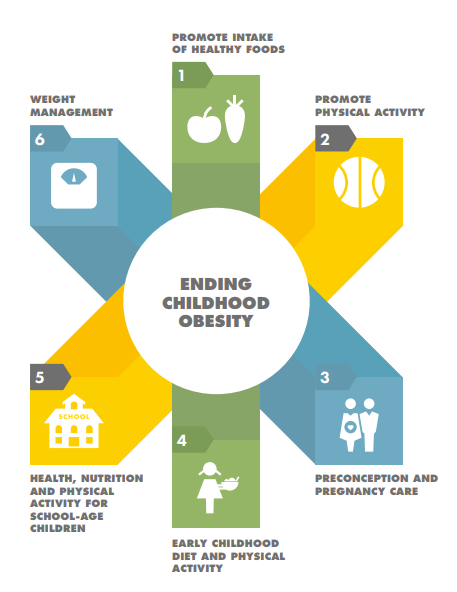 PROMOTE INTAKE
OF HEALTHY FOODS
1
PROMOTE
PHYSICAL ACTIVITY
2
WEIGHT
MANAGEMENT
6
ENDING
CHILDHOOD
OBESITY
3
PRECONCEPTION AND
PREGNANCY CARE
5
SCHOOL
HEALTH, NUTRITION
AND PHYSICAL
ACTIVITY FOR
SCHOOL-AGE
CHILDREN
4
EARLY CHILDHOOD
DIET AND PHYSICAL
ACTIVITY